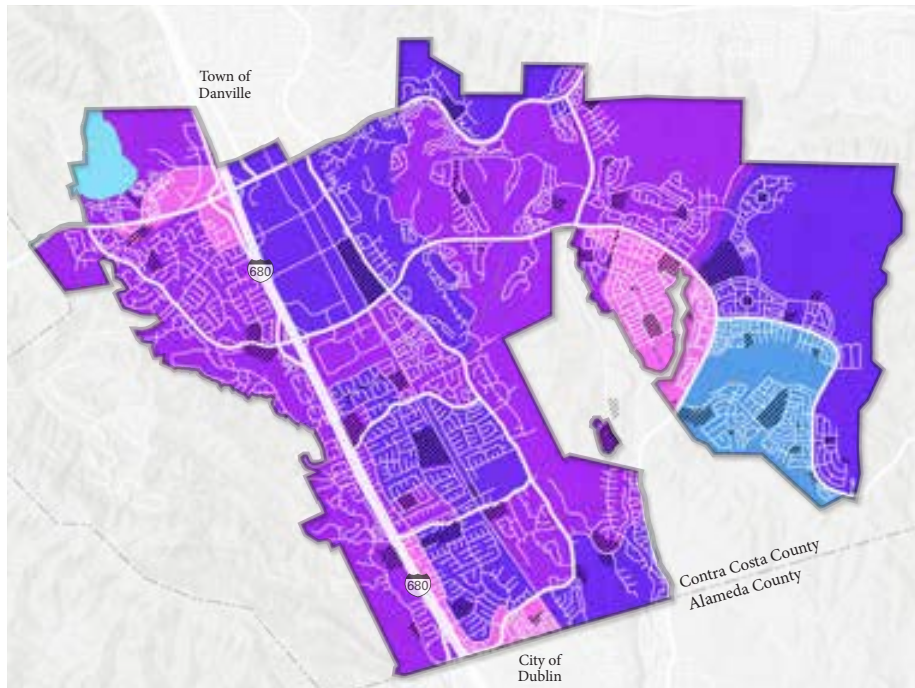 Town of
Danville
680
680
Contra Costa County
Alameda County
City of
Dublin